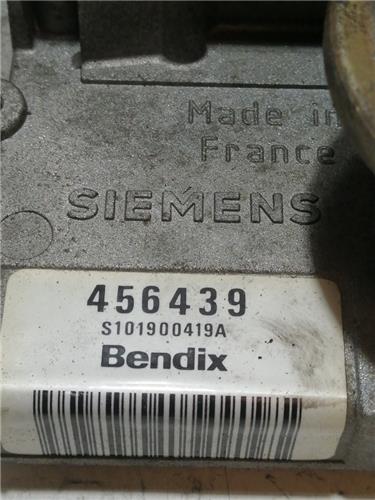 Made in
France
SIEMENS
456439
S101900419A
Bendix